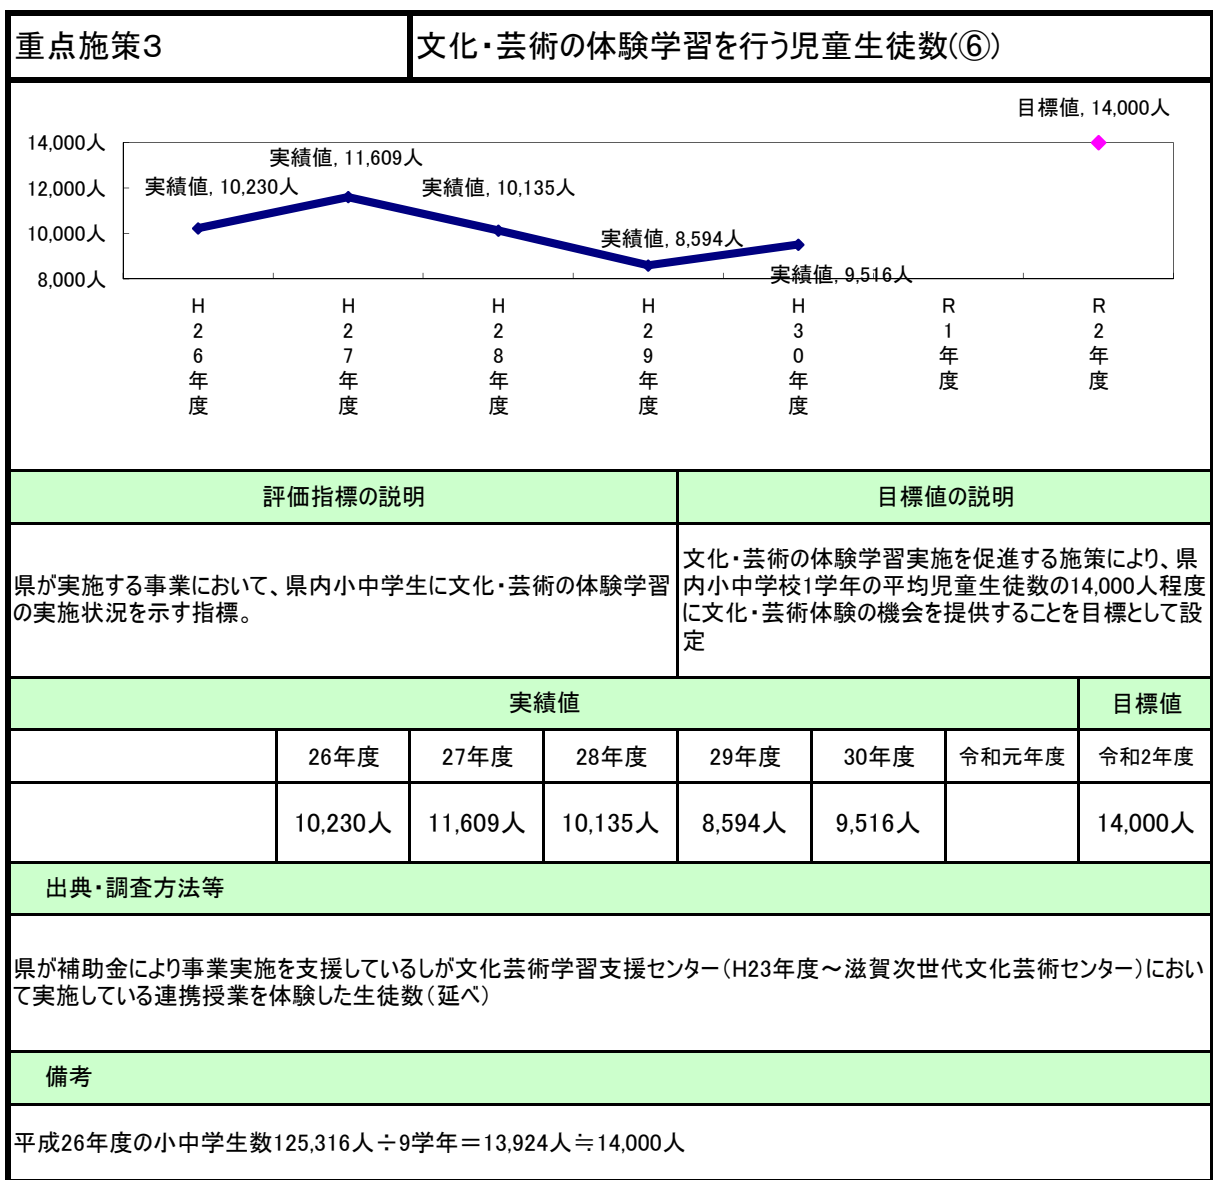 重点施策3
文化・芸術の体験学習を行う児童生徒数(⑥)
目標値, 14,000人
14,000人
12,000人
10,000人
8,000人
実績値, 10,230人
実績値, 11,609人
実績値, 10,135人
実績値, 8,594人
実績値, 9,516人
H26年度
H27年度
H28年度
H29年度
H30年度
R1年度
R2年度
評価指標の説明
目標値の説明
県が実施する事業において、県内小中学生に文化・芸術の体験学習
の実施状況を示す指標。
文化・芸術の体験学習実施を促進する施策により、県
内小中学校1学年の平均児童生徒数の14,000人程度
に文化・芸術体験の機会を提供することを目標として設
定
実績値
目標値
26年度
27年度
28年度
29年度
30年度
令和元年度
令和2年度
10,230人
11,609人
10,135人
8,594人
9,516人
14,000人
出典・調査方法等
県が補助金により事業実施を支援しているしが文化芸術学習支援センター（H23年度～滋賀次世代文化芸術センター）におい
て実施している連携授業を体験した生徒数（延べ）
備考
平成26年度の小中学生数125,316人÷9学年＝13,924人≒14,000人